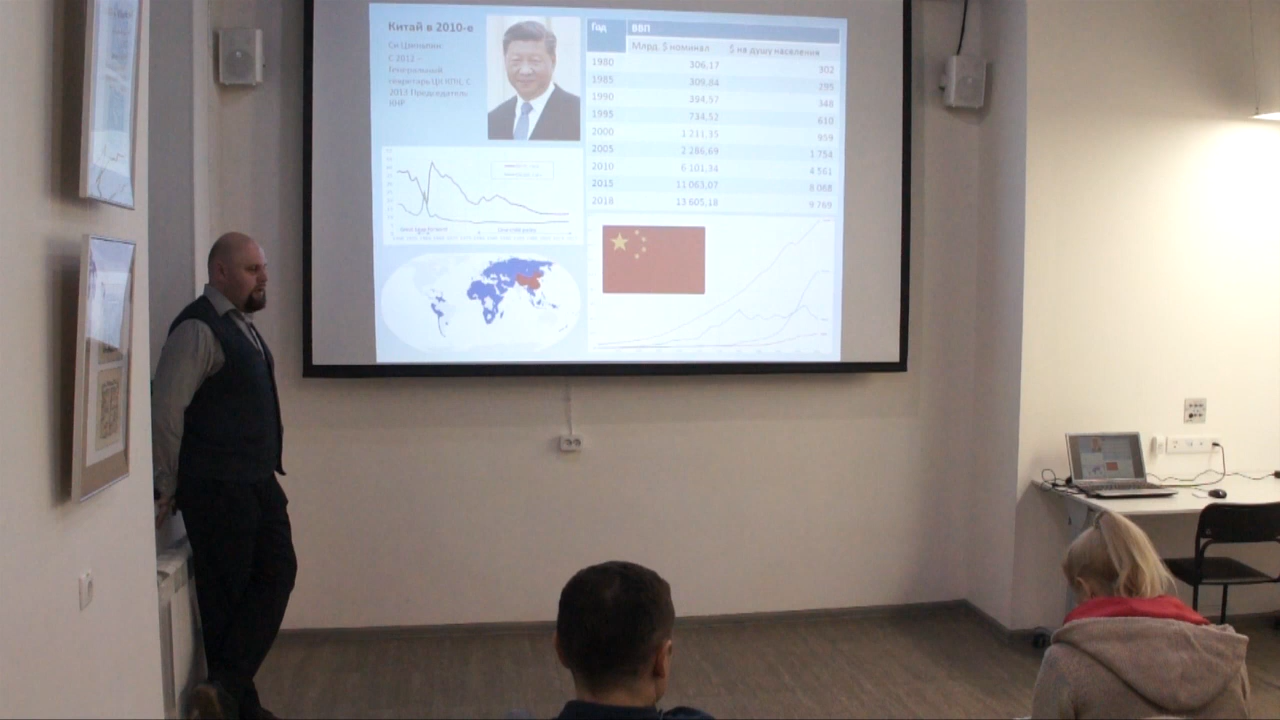 Китай в 2010-е
Си Цзиньпин
С 2012 –
Генеральный
секретарь ЦК КПК, С
2013 Председатель
КНР
Год ВВП
Млрд. $ номинал $ на душу населения
1980 306,17 302
1985 309,84 295
1990 394,57 348
1995 734,52 610
2000 1 211,35 959
2005 2 286,69 1 754
2010 6 101,34 4 561
2015 11 063,07 8 068
2018 13 605,18 9 769